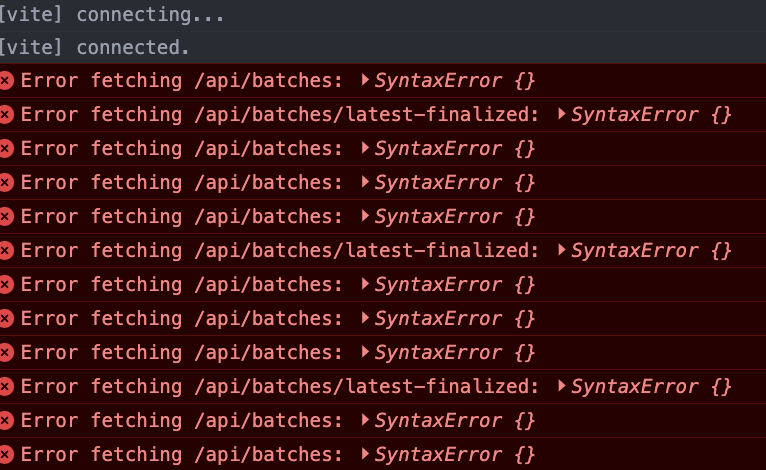 [vite] connecting...
[vite] connected.
Error fetching /api/batches: SyntaxError {}
Error fetching /api/batches/latest-finalized: SyntaxError {}
Error fetching /api/batches: SyntaxError {}
Error fetching /api/batches: SyntaxError {}
Error fetching /api/batches: SyntaxError {}
Error fetching /api/batches/latest-finalized: SyntaxError {}
Error fetching /api/batches: SyntaxError {}
Error fetching /api/batches: SyntaxError {}
Error fetching /api/batches: SyntaxError {}
Error fetching /api/batches/latest-finalized: SyntaxError {}
Error fetching /api/batches: SyntaxError {}
Error fetching /api/batches: SyntaxError {}